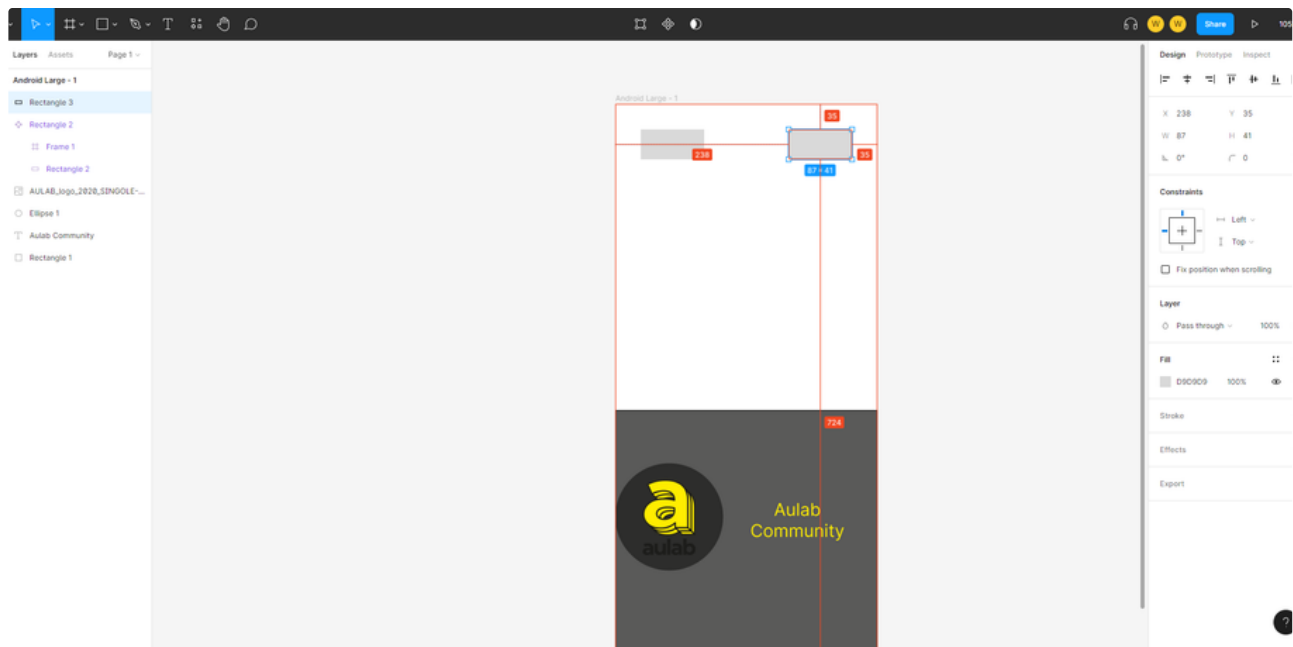 W W Share 105
Layers Assets Page 1
Design Prototype Inspect
Android Large - 1
Rectangle 3
Rectangle 2
Frame 1
Rectangle 2
AULAB_logo_2020_SINGOLE-...
Ellipse 1
Aulab Community
Rectangle 1
Android Large - 1
35
238
35
87 × 41
724
a
aulab
Aulab
Community
X 238 Y 35
W 87 H 41
0° 0
Constraints
Left
Top
Fix position when scrolling
Layer
Pass through 100%
Fill
D9D9D9 100%
Stroke
Effects
Export
?